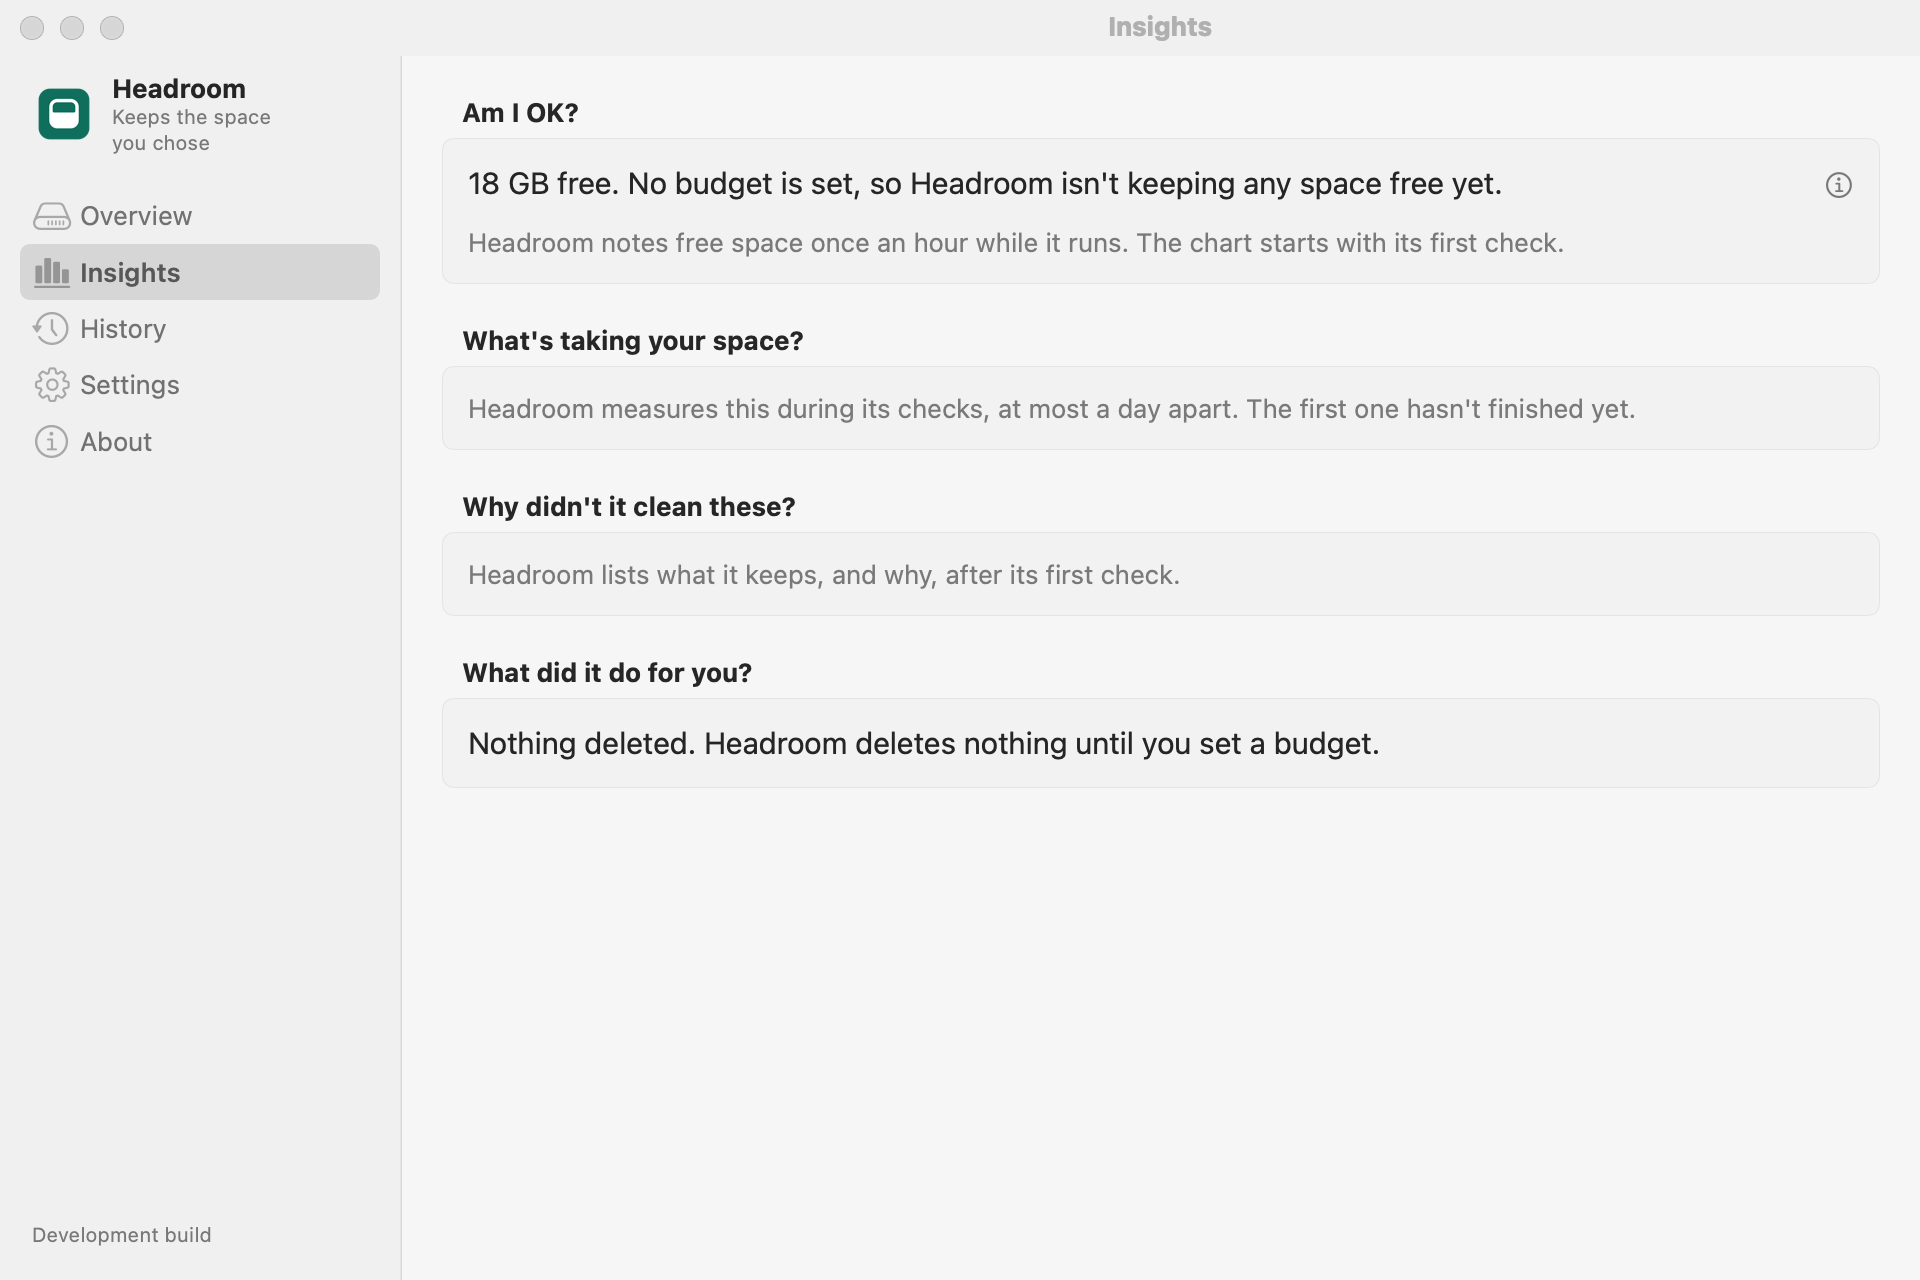 Insights
Headroom
Keeps the space
you chose
Overview
Insights
History
Settings
About
Development build
Am I OK?
18 GB free. No budget is set, so Headroom isn't keeping any space free yet.
Headroom notes free space once an hour while it runs. The chart starts with its first check.
What's taking your space?
Headroom measures this during its checks, at most a day apart. The first one hasn't finished yet.
Why didn't it clean these?
Headroom lists what it keeps, and why, after its first check.
What did it do for you?
Nothing deleted. Headroom deletes nothing until you set a budget.